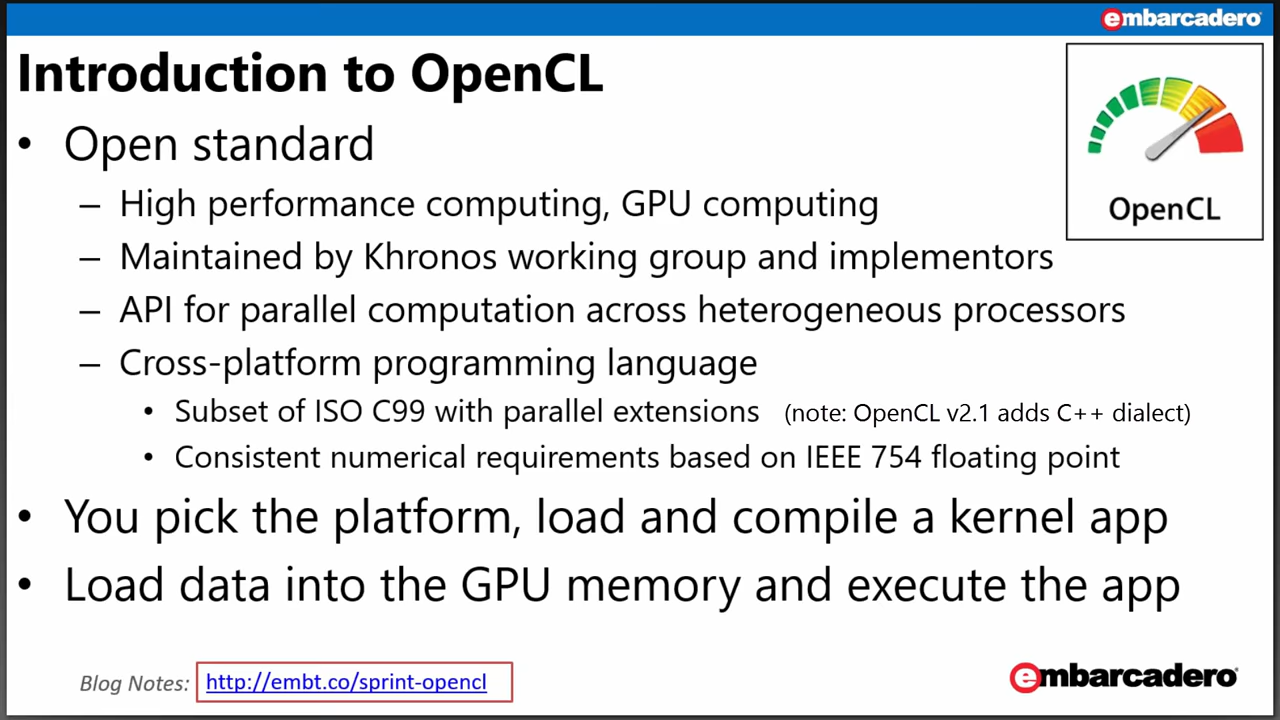 embarcadero
Introduction to OpenCL
OpenCL
• Open standard
– High performance computing, GPU computing
– Maintained by Khronos working group and implementors
– API for parallel computation across heterogeneous processors
– Cross-platform programming language
• Subset of ISO C99 with parallel extensions (note: OpenCL v2.1 adds C++ dialect)
• Consistent numerical requirements based on IEEE 754 floating point
• You pick the platform, load and compile a kernel app
• Load data into the GPU memory and execute the app
Blog Notes: http://embt.co/sprint-opencl
embarcadero